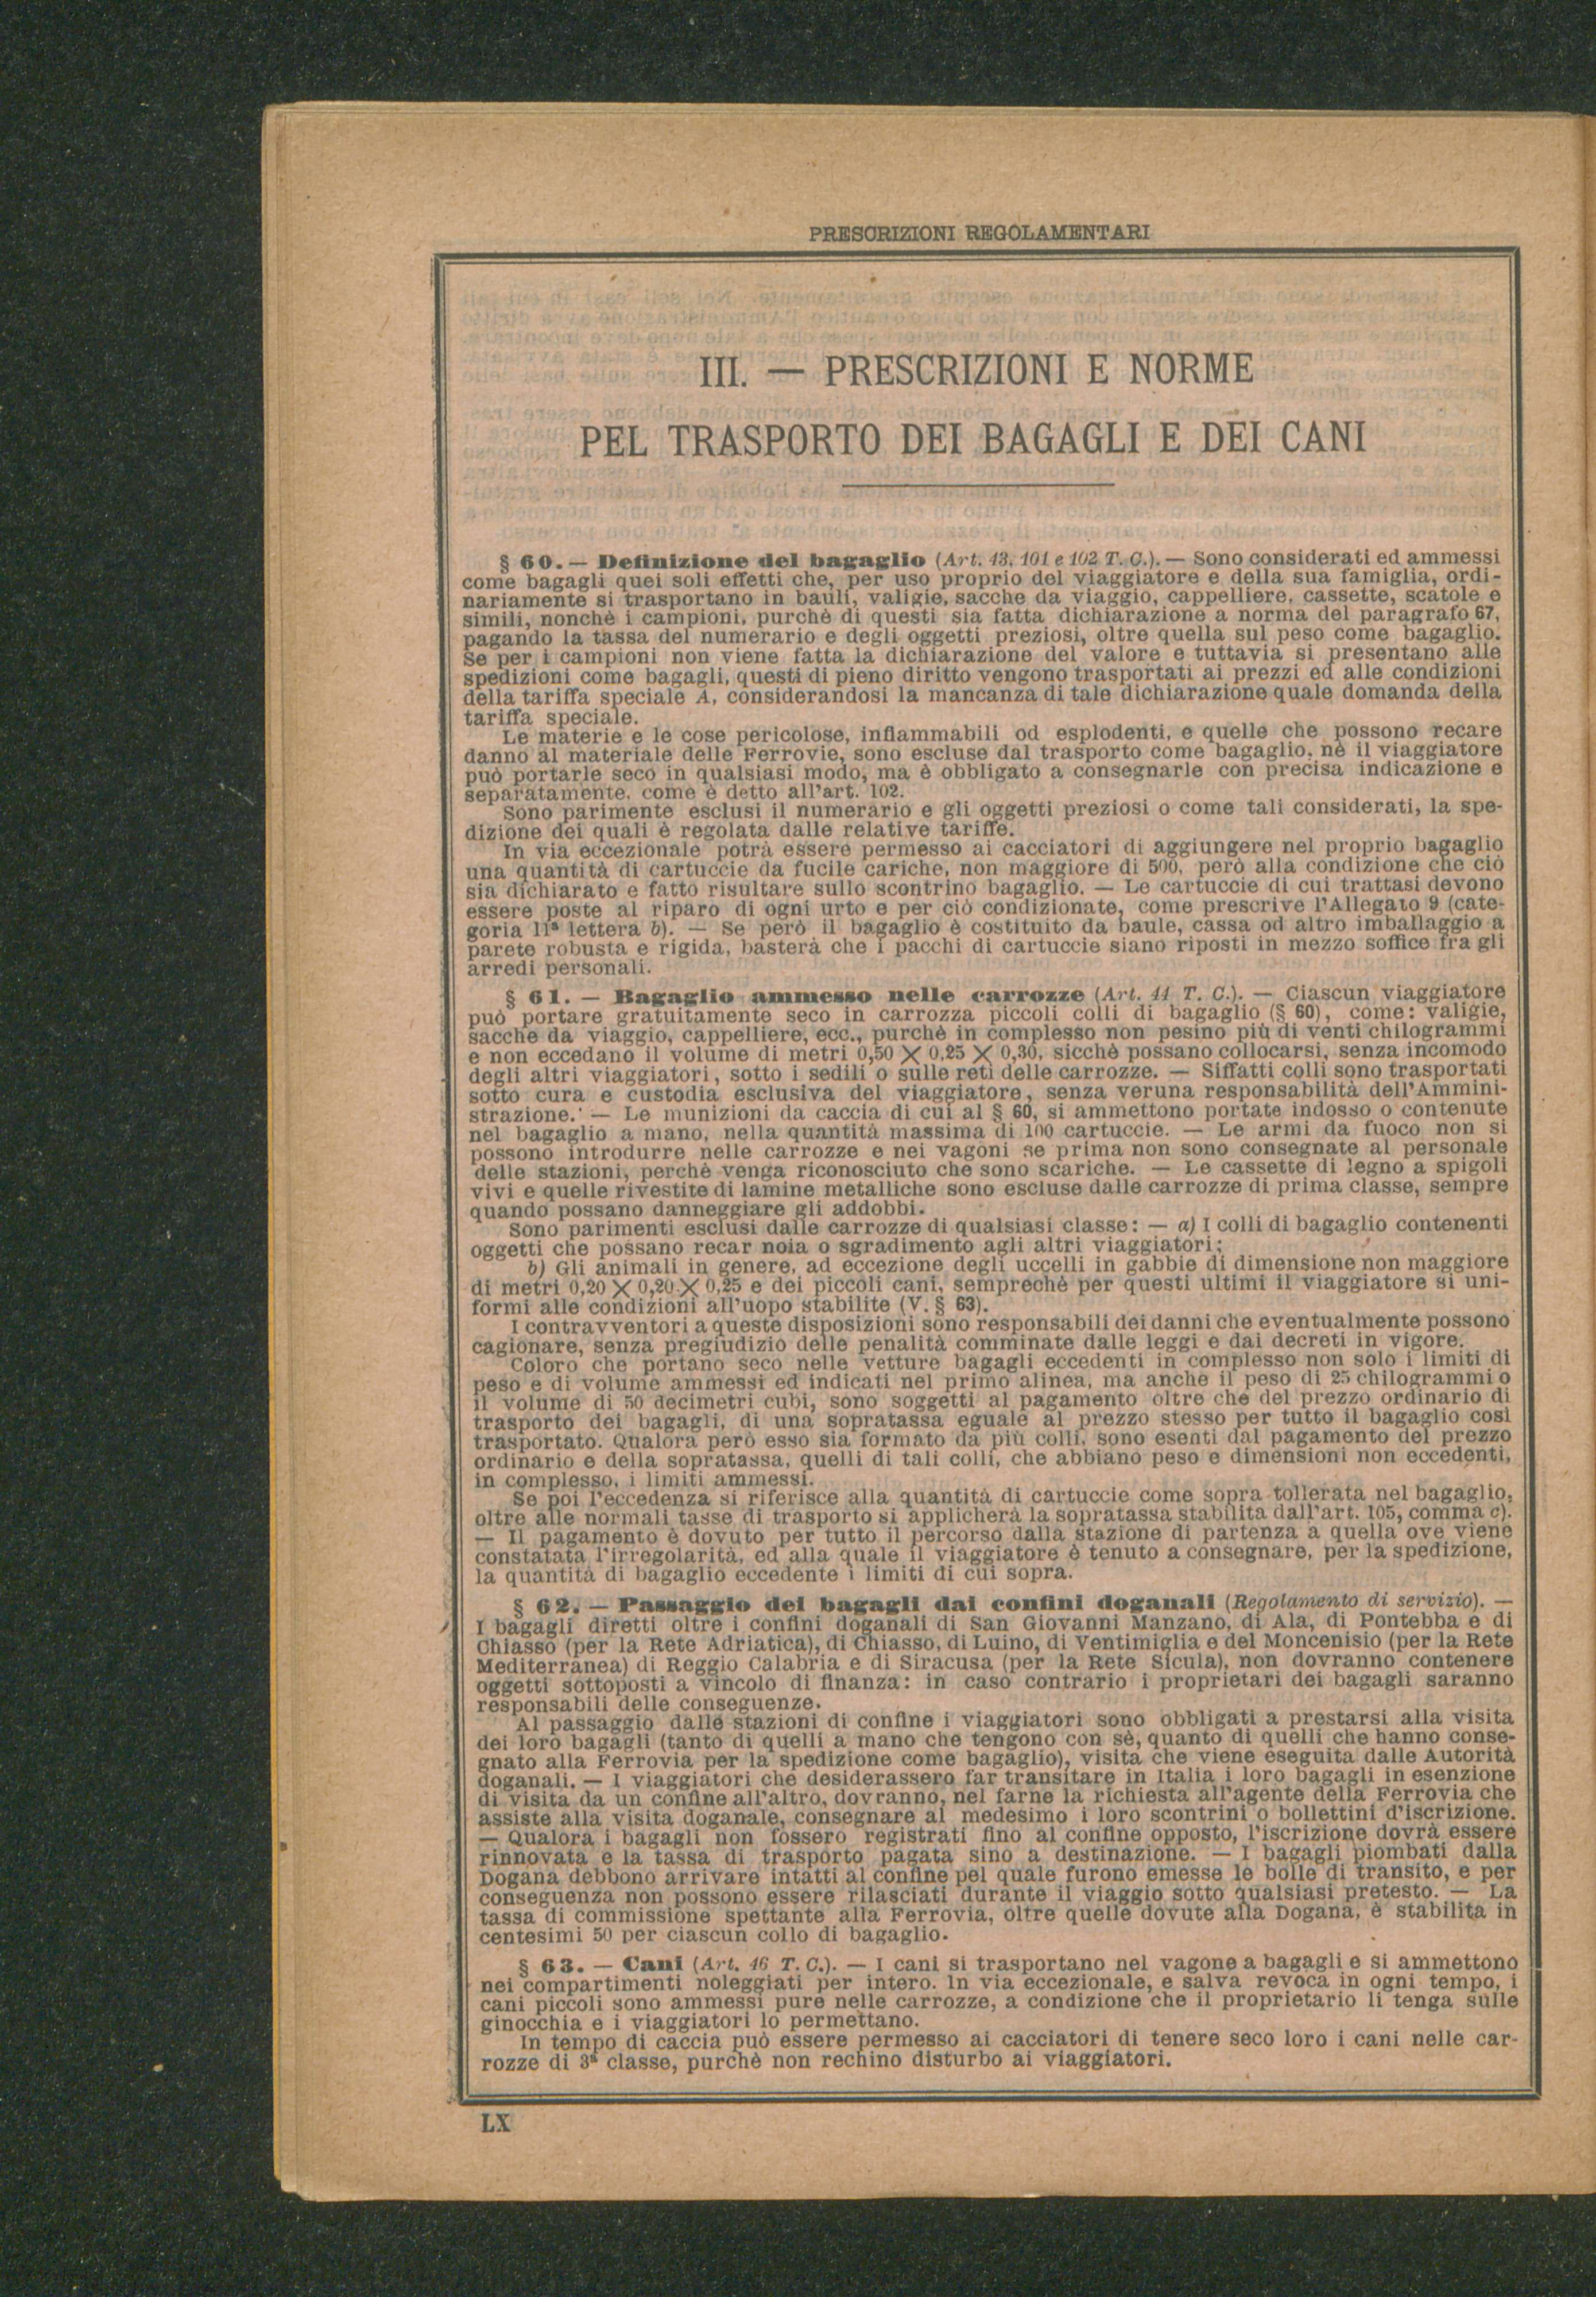 PRESCRIZIONI REGOLAMENTARI
III. — PRESCRIZIONI E NORME
PEL TRASPORTO DEI BAGAGLI E DEI CANI
§ 60. — Definizione del bagaglio (Art. 43, 101 e 102 T. C.). — Sono considerati ed ammessi
come bagagli quei soli effetti che, per uso proprio del viaggiatore e della sua famiglia, ordi-
nariamente si trasportano in bauli, valigie, sacche da viaggio, cappelliere, cassette, scatole e
simili, nonchè i campioni, purchè di questi sia fatta dichiarazione a norma del paragrafo 67,
pagando la tassa del numerario e degli oggetti preziosi, oltre quella sul peso come bagaglio.
Se per i campioni non viene fatta la dichiarazione del valore e tuttavia si presentano alle
spedizioni come bagagli, questi di pieno diritto vengono trasportati ai prezzi ed alle condizioni
della tariffa speciale A, considerandosi la mancanza di tale dichiarazione quale domanda della
tariffa speciale.
Le materie e le cose pericolose, inflammabili od esplodenti, e quelle che possono recare
danno al materiale delle Ferrovie, sono escluse dal trasporto come bagaglio, nè il viaggiatore
può portarle seco in qualsiasi modo, ma è obbligato a consegnarle con precisa indicazione e
separatamente, come è detto all'art. 102.
Sono parimente esclusi il numerario e gli oggetti preziosi o come tali considerati, la spe-
dizione dei quali è regolata dalle relative tariffe.
In via eccezionale potrà essere permesso ai cacciatori di aggiungere nel proprio bagaglio
una quantità di cartuccie da fucile cariche, non maggiore di 500, però alla condizione che ciò
sia dichiarato e fatto risultare sullo scontrino bagaglio. — Le cartuccie di cui trattasi devono
essere poste al riparo di ogni urto e per ciò condizionate, come prescrive l'Allegato 9 (cate-
goria 11ª lettera b). — Se però il bagaglio è costituito da baule, cassa od altro imballaggio a
parete robusta e rigida, basterà che i pacchi di cartuccie siano riposti in mezzo soffice fra gli
arredi personali.
§ 61. — Bagaglio ammesso nelle carrozze (Art. 44 T. C.). — Ciascun viaggiatore
può portare gratuitamente seco in carrozza piccoli colli di bagaglio (§ 60), come: valigie,
sacche da viaggio, cappelliere, ecc., purchè in complesso non pesino più di venti chilogrammi
e non eccedano il volume di metri 0,50 × 0,25 × 0,30, sicchè possano collocarsi, senza incomodo
degli altri viaggiatori, sotto i sedili o sulle reti delle carrozze. — Siffatti colli sono trasportati
sotto cura e custodia esclusiva del viaggiatore, senza veruna responsabilità dell'Ammini-
strazione. — Le munizioni da caccia di cui al § 60, si ammettono portate indosso o contenute
nel bagaglio a mano, nella quantità massima di 100 cartuccie. — Le armi da fuoco non si
possono introdurre nelle carrozze e nei vagoni se prima non sono consegnate al personale
delle stazioni, perchè venga riconosciuto che sono scariche. — Le cassette di legno a spigoli
vivi e quelle rivestite di lamine metalliche sono escluse dalle carrozze di prima classe, sempre
quando possano danneggiare gli addobbi.
Sono parimenti esclusi dalle carrozze di qualsiasi classe: — a) I colli di bagaglio contenenti
oggetti che possano recar noia o sgradimento agli altri viaggiatori;
b) Gli animali in genere, ad eccezione degli uccelli in gabbie di dimensione non maggiore
di metri 0,20 × 0,20 × 0,25 e dei piccoli cani, sempreché per questi ultimi il viaggiatore si uni-
formi alle condizioni all'uopo stabilite (V. § 63).
I contravventori a queste disposizioni sono responsabili dei danni che eventualmente possono
cagionare, senza pregiudizio delle penalità comminate dalle leggi e dai decreti in vigore.
Coloro che portano seco nelle vetture bagagli eccedenti in complesso non solo i limiti di
peso e di volume ammessi ed indicati nel primo alinea, ma anche il peso di 25 chilogrammi o
il volume di 50 decimetri cubi, sono soggetti al pagamento oltre che del prezzo ordinario di
trasporto dei bagagli, di una sopratassa eguale al prezzo stesso per tutto il bagaglio così
trasportato. Qualora però esso sia formato da più colli, sono esenti dal pagamento del prezzo
ordinario e della sopratassa, quelli di tali colli, che abbiano peso e dimensioni non eccedenti,
in complesso, i limiti ammessi.
Se poi l'eccedenza si riferisce alla quantità di cartuccie come sopra tollerata nel bagaglio,
oltre alle normali tasse di trasporto si applicherà la sopratassa stabilita dall'art. 105, comma c).
— Il pagamento è dovuto per tutto il percorso dalla stazione di partenza a quella ove viene
constatata l'irregolarità, ed alla quale il viaggiatore è tenuto a consegnare, per la spedizione,
la quantità di bagaglio eccedente i limiti di cui sopra.
§ 62. — Passaggio dei bagagli dai confini doganali (Regolamento di servizio). —
I bagagli diretti oltre i confini doganali di San Giovanni Manzano, di Ala, di Pontebba e di
Chiasso (per la Rete Adriatica), di Chiasso, di Luino, di Ventimiglia e del Moncenisio (per la Rete
Mediterranea) di Reggio Calabria e di Siracusa (per la Rete Sicula), non dovranno contenere
oggetti sottoposti a vincolo di finanza: in caso contrario i proprietari dei bagagli saranno
responsabili delle conseguenze.
Al passaggio dalle stazioni di confine i viaggiatori sono obbligati a prestarsi alla visita
dei loro bagagli (tanto di quelli a mano che tengono con sè, quanto di quelli che hanno conse-
gnato alla Ferrovia per la spedizione come bagaglio), visita che viene eseguita dalle Autorità
doganali. — I viaggiatori che desiderassero far transitare in Italia i loro bagagli in esenzione
di visita da un confine all'altro, dovranno, nel farne la richiesta all'agente della Ferrovia che
assiste alla visita doganale, consegnare al medesimo i loro scontrini o bollettini d'iscrizione.
— Qualora i bagagli non fossero registrati fino al confine opposto, l'iscrizione dovrà essere
rinnovata e la tassa di trasporto pagata sino a destinazione. — I bagagli piombati dalla
Dogana debbono arrivare intatti al confine pel quale furono emesse le bolle di transito, e per
conseguenza non possono essere rilasciati durante il viaggio sotto qualsiasi pretesto. — La
tassa di commissione spettante alla Ferrovia, oltre quelle dovute alla Dogana, è stabilita in
centesimi 50 per ciascun collo di bagaglio.
§ 63. — Cani (Art. 46 T. C.). — I cani si trasportano nel vagone a bagagli e si ammettono
nei compartimenti noleggiati per intero. In via eccezionale, e salva revoca in ogni tempo, i
cani piccoli sono ammessi pure nelle carrozze, a condizione che il proprietario li tenga sulle
ginocchia e i viaggiatori lo permettano.
In tempo di caccia può essere permesso ai cacciatori di tenere seco loro i cani nelle car-
rozze di 3ª classe, purchè non rechino disturbo ai viaggiatori.
LX